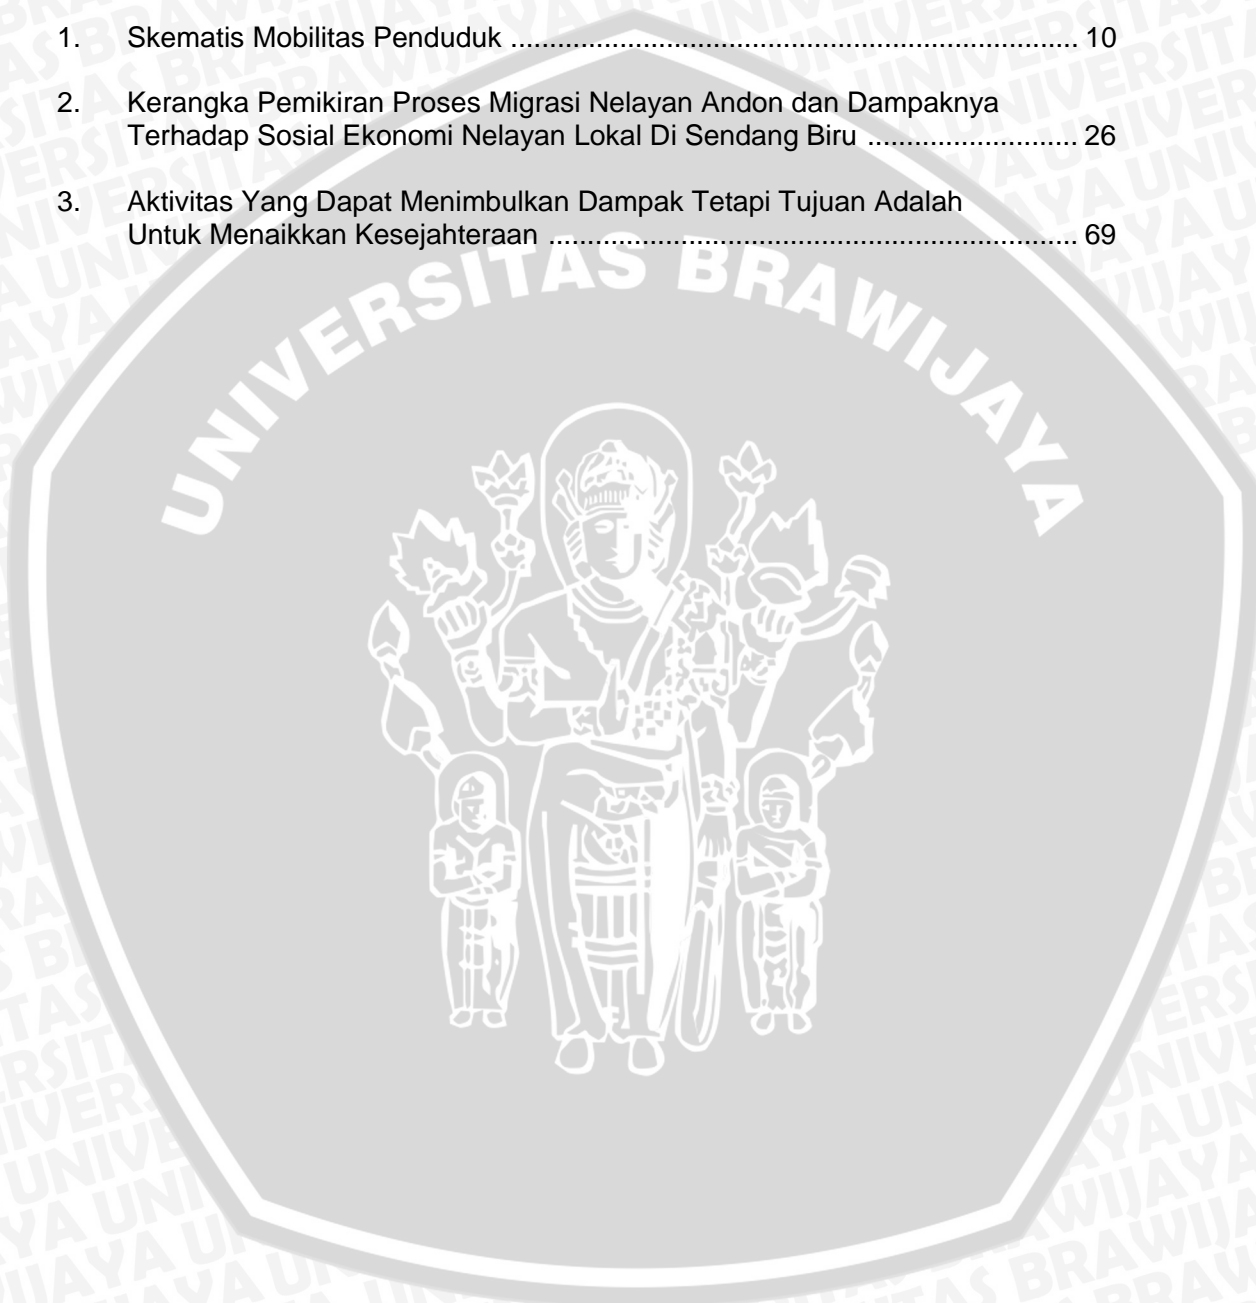 1. Skematis Mobilitas Penduduk ........................................................................ 10
2. Kerangka Pemikiran Proses Migrasi Nelayan Andon dan Dampaknya
Terhadap Sosial Ekonomi Nelayan Lokal Di Sendang Biru ........................... 26
3. Aktivitas Yang Dapat Menimbulkan Dampak Tetapi Tujuan Adalah
Untuk Menaikkan Kesejahteraan .................................................................... 69
UNIVERSITAS BRAWIJAYA